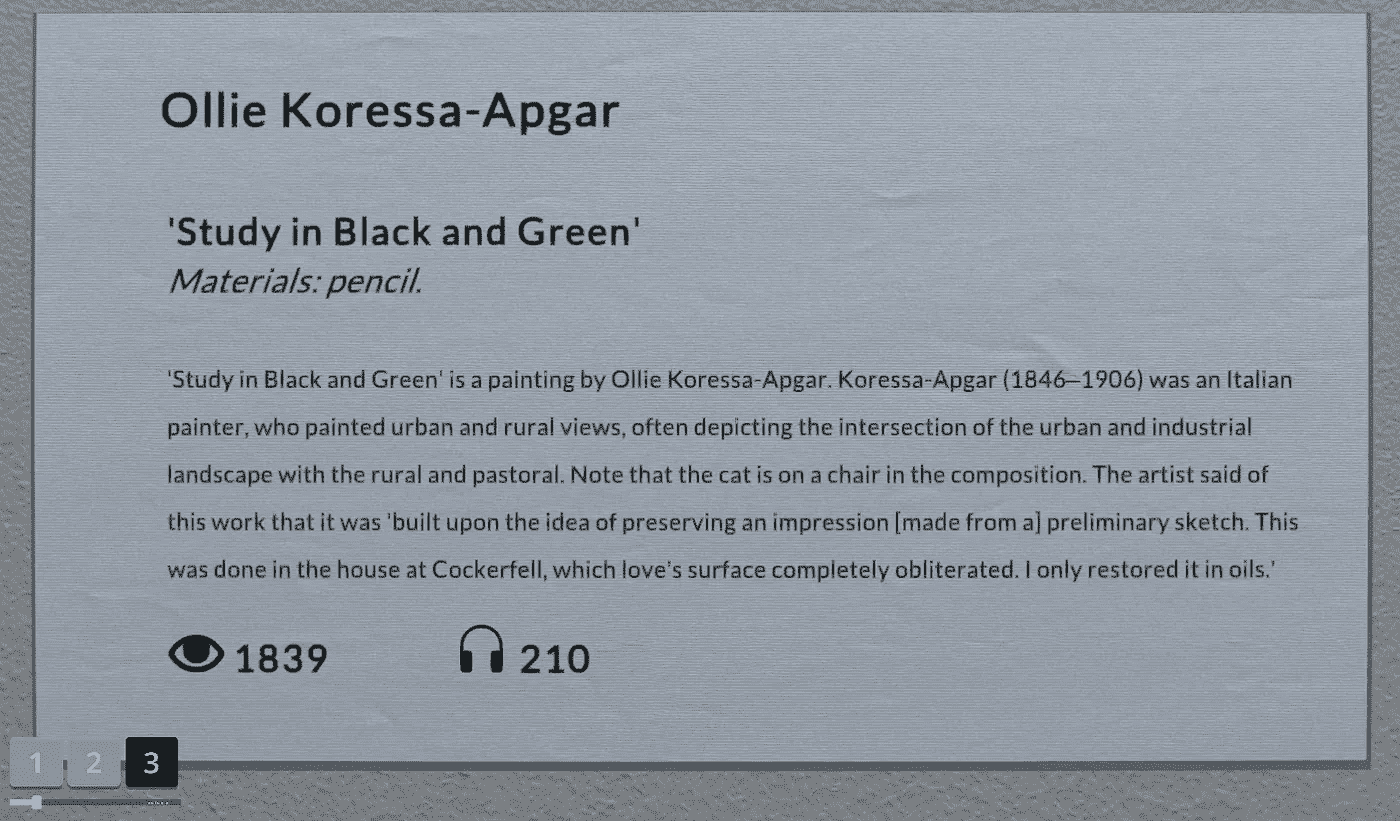 Ollie Koressa-Apgar
'Study in Black and Green'
Materials: pencil.
'Study in Black and Green' is a painting by Ollie Koressa-Apgar. Koressa-Apgar (1846–1906) was an Italian
painter, who painted urban and rural views, often depicting the intersection of the urban and industrial
landscape with the rural and pastoral. Note that the cat is on a chair in the composition. The artist said of
this work that it was 'built upon the idea of preserving an impression [made from a] preliminary sketch. This
was done in the house at Cockerfell, which love's surface completely obliterated. I only restored it in oils.'
1839 210
1 2 3